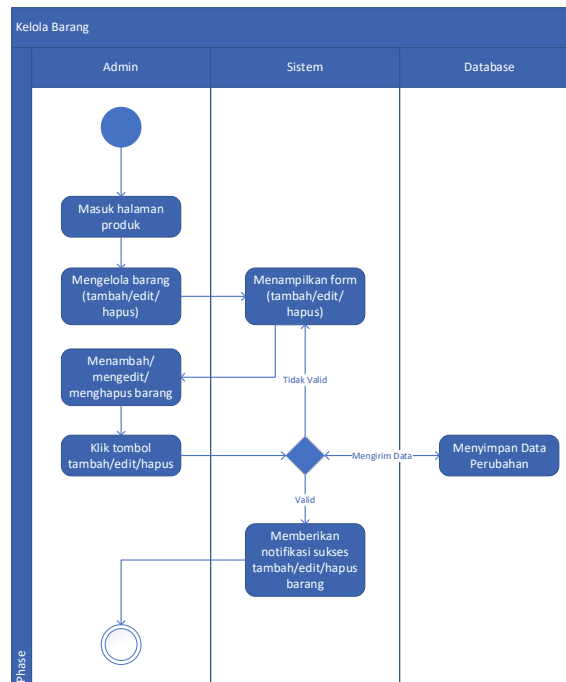 Kelola Barang
Admin
Sistem
Database
Masuk halaman
produk
Mengelola barang
(tambah/edit/
hapus)
Menampilkan form
(tambah/edit/
hapus)
Menambah/
mengedit/
menghapus barang
Tidak Valid
Klik tombol
tambah/edit/hapus
Mengirim Data
Menyimpan Data
Perubahan
Valid
Memberikan
notifikasi sukses
tambah/edit/hapus
barang
Phase